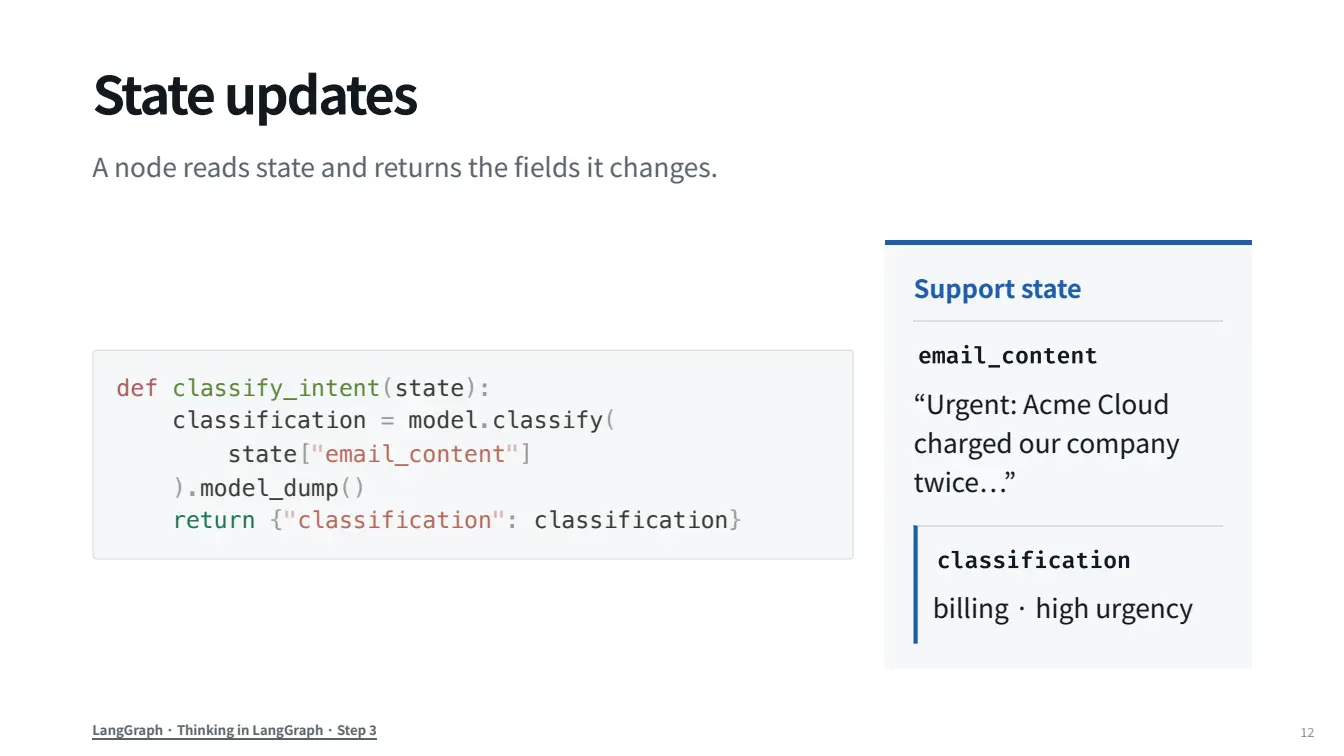 State updates
A node reads state and returns the fields it changes.
def classify_intent(state):
    classification = model.classify(
        state["email_content"]
    ).model_dump()
    return {"classification": classification}
Support state
email_content
“Urgent: Acme Cloud
charged our company
twice…”
classification
billing · high urgency
LangGraph · Thinking in LangGraph · Step 3
12